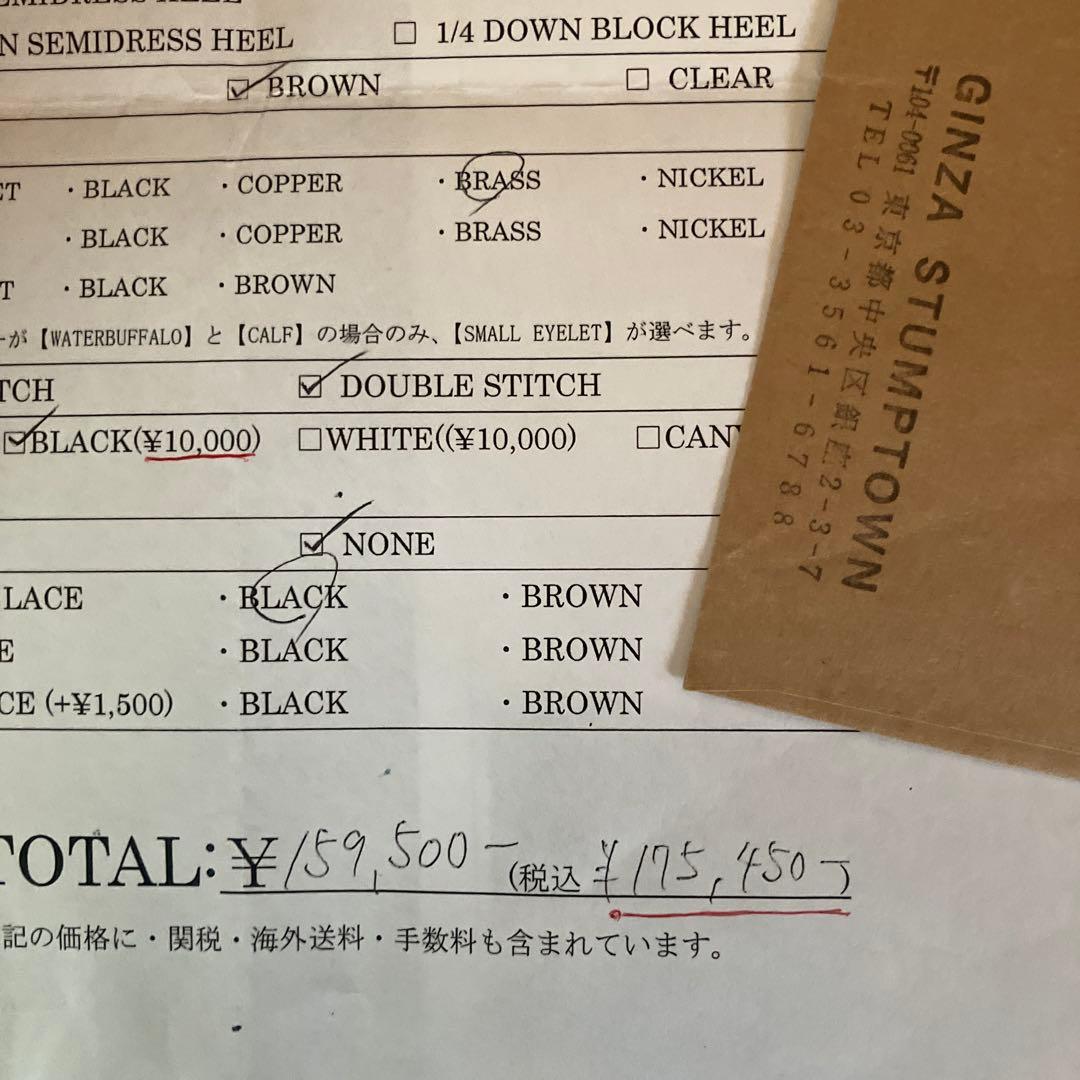 N SEMIDRESS HEEL ☐ 1/4 DOWN BLOCK HEEL
☑ BROWN ☐ CLEAR
ET ・BLACK ・COPPER ・BRASS ・NICKEL
・BLACK ・COPPER ・BRASS ・NICKEL
T ・BLACK ・BROWN
ーが【WATERBUFFALO】と【CALF】の場合のみ、【SMALL EYELET】が選べます。
TCH ☑ DOUBLE STITCH
☑BLACK(¥10,000) ☐WHITE((¥10,000) ☐CAN
☑ NONE
LACE ・BLACK ・BROWN
E ・BLACK ・BROWN
CE (+¥1,500) ・BLACK ・BROWN
TOTAL:¥159,500-(税込 ¥175,450-)
記の価格に・関税・海外送料・手数料も含まれています。
GINZA STUMPTOWN
〒104-0061 東京都中央区銀座2-3-7
TEL 03-3561-6788